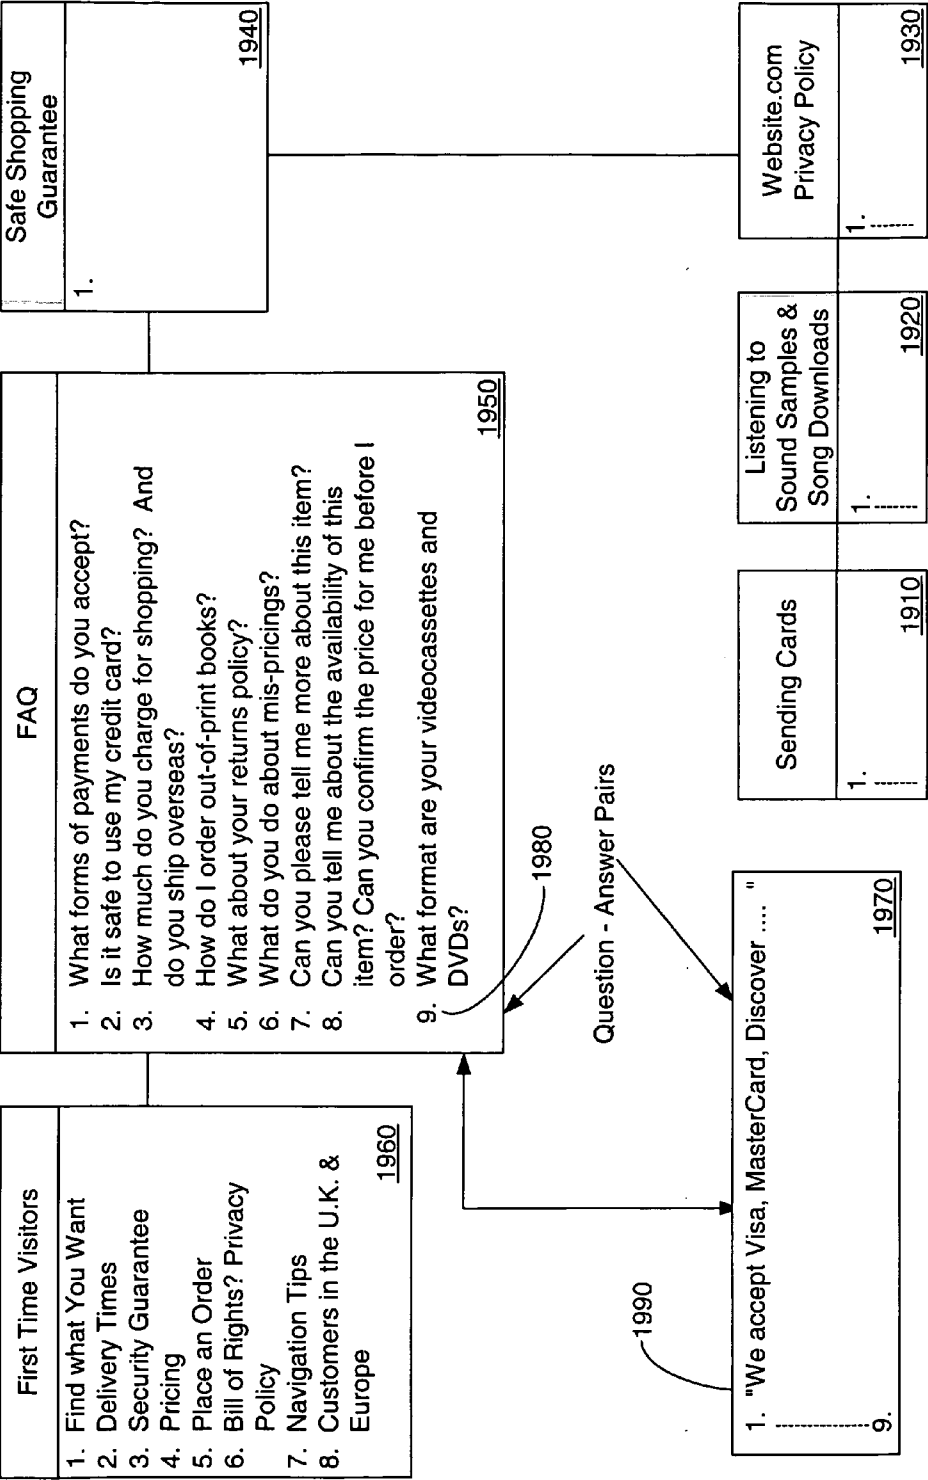 First Time Visitors
1. Find what You Want
2. Delivery Times
3. Security Guarantee
4. Pricing
5. Place an Order
6. Bill of Rights? Privacy
Policy
7. Navigation Tips
8. Customers in the U.K. &
Europe
1960
FAQ
1. What forms of payments do you accept?
2. Is it safe to use my credit card?
3. How much do you charge for shopping? And
do you ship overseas?
4. How do I order out-of-print books?
5. What about your returns policy?
6. What do you do about mis-pricings?
7. Can you please tell me more about this item?
8. Can you tell me about the availability of this
item? Can you confirm the price for me before I
order?
9. What format are your videocassettes and
DVDs?
1950
Safe Shopping
Guarantee
1.
1940
1980
Question - Answer Pairs
1990
1. "We accept Visa, MasterCard, Discover .... "
9.
1970
Sending Cards
1.
1910
Listening to
Sound Samples &
Song Downloads
1.
1920
Website.com
Privacy Policy
1.
1930